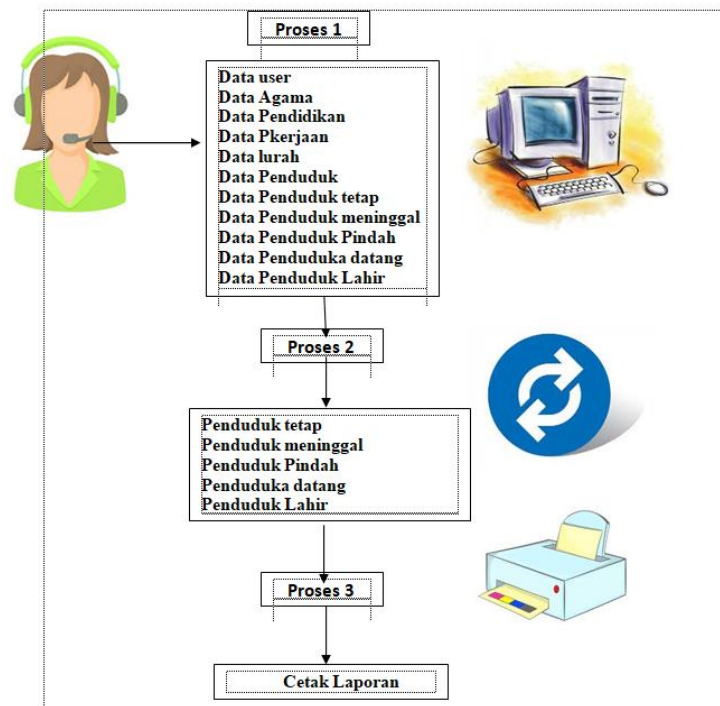 Proses 1
Data user
Data Agama
Data Pendidikan
Data Pkerjaan
Data lurah
Data Penduduk
Data Penduduk tetap
Data Penduduk meninggal
Data Penduduk Pindah
Data Penduduka datang
Data Penduduk Lahir
Proses 2
Penduduk tetap
Penduduk meninggal
Penduduk Pindah
Penduduka datang
Penduduk Lahir
Proses 3
Cetak Laporan